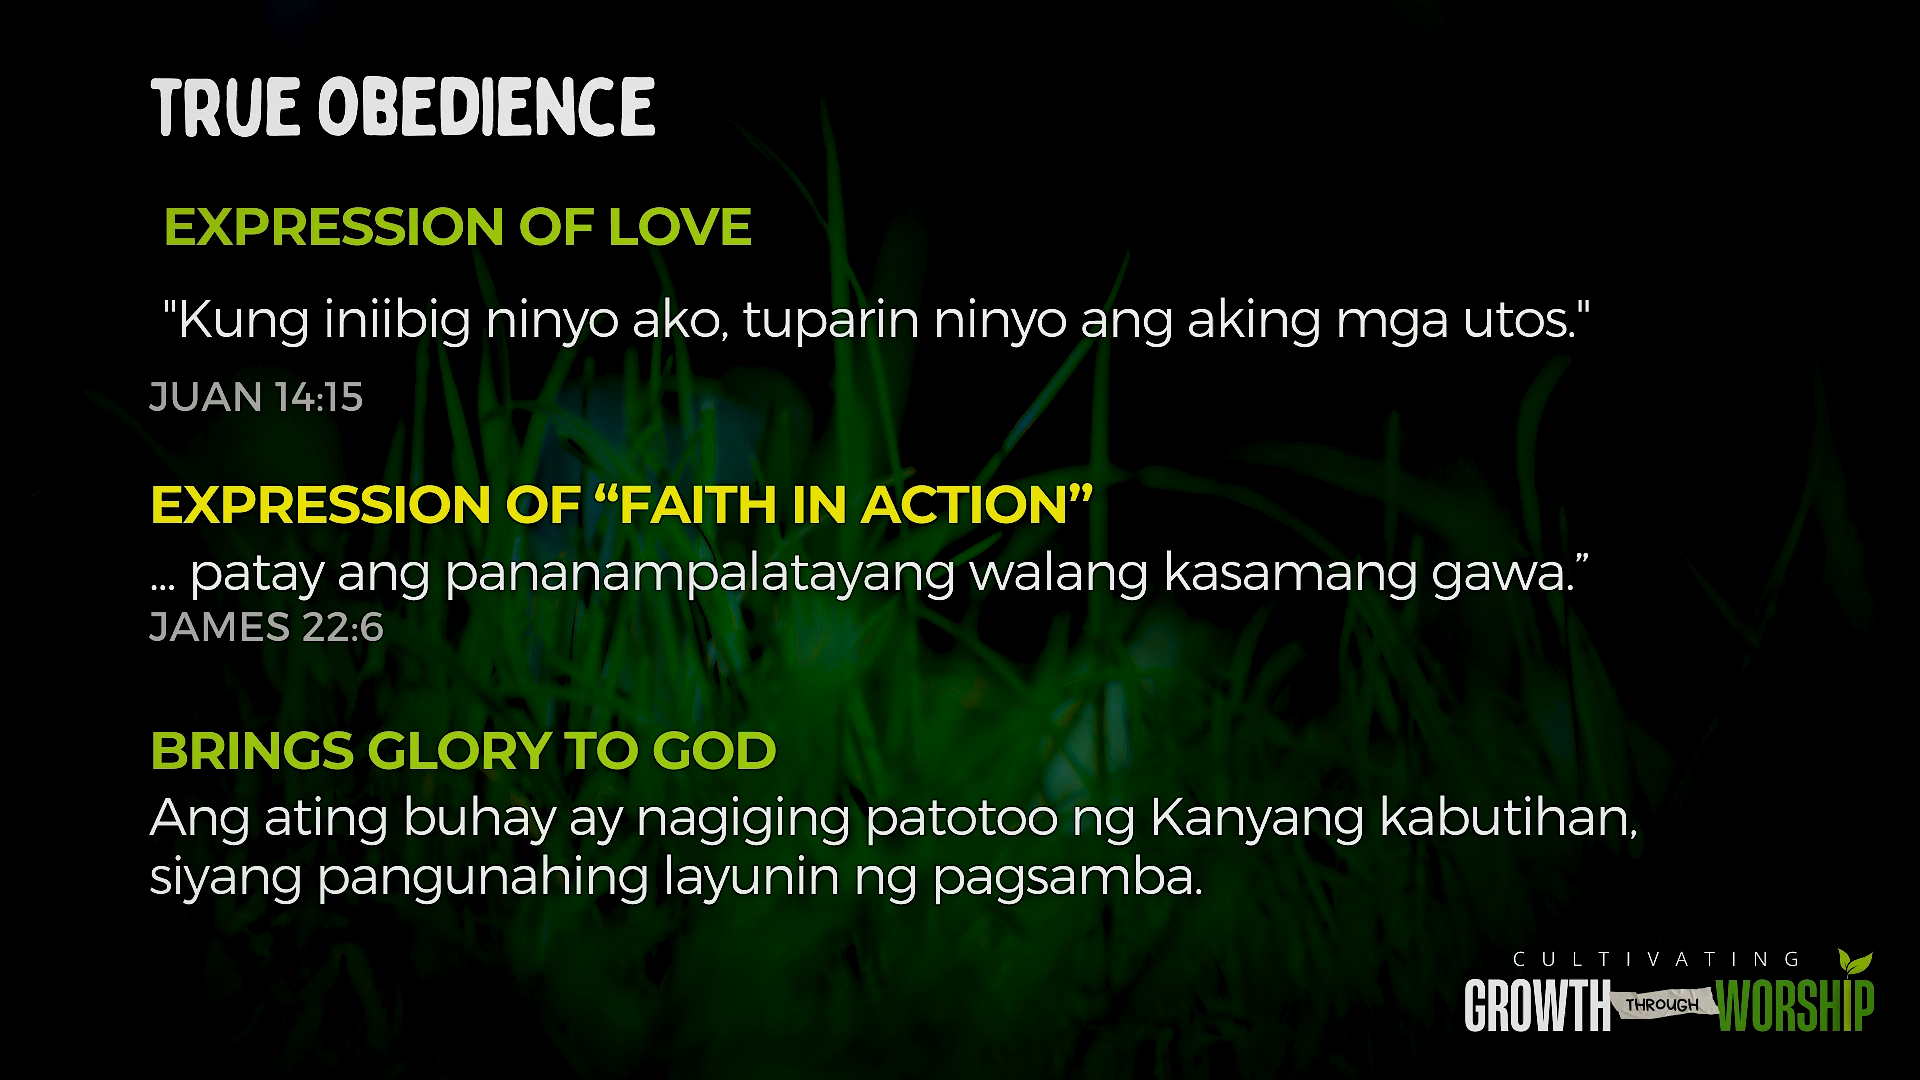 TRUE OBEDIENCE
EXPRESSION OF LOVE
"Kung iniibig ninyo ako, tuparin ninyo ang aking mga utos."
JUAN 14:15
EXPRESSION OF “FAITH IN ACTION”
... patay ang pananampalatayang walang kasamang gawa.”
JAMES 22:6
BRINGS GLORY TO GOD
Ang ating buhay ay nagiging patotoo ng Kanyang kabutihan,
siyang pangunahing layunin ng pagsamba.
CULTIVATING
GROWTH THROUGH WORSHIP